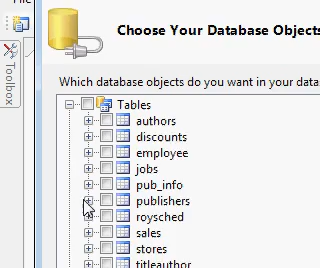 File
Choose Your Database Objects
Toolbox
Which database objects do you want in your datas
Tables
authors
discounts
employee
jobs
pub_info
publishers
roysched
sales
stores
titleauthor